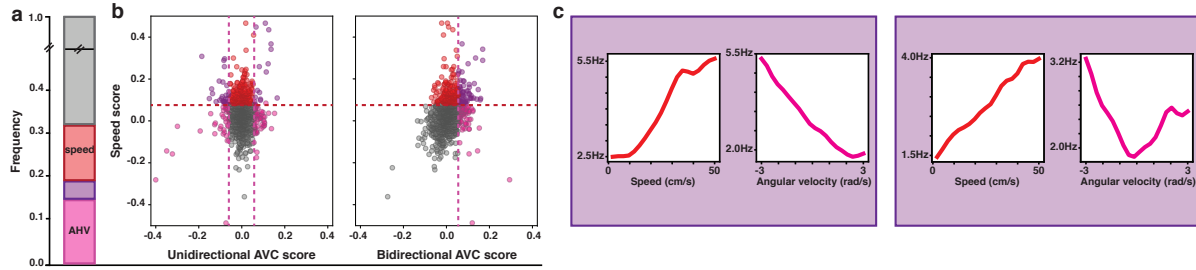 a
1.0
0.4
0.3
0.2
0.1
0.0
Frequency
speed
AHV
b
0.4
0.2
0.0
-0.2
-0.4
Speed score
-0.4 -0.2 0.0 0.2 0.4
Unidirectional AVC score
-0.4 -0.2 0.0 0.2 0.4
Bidirectional AVC score
c
5.5Hz
2.5Hz
0 50
Speed (cm/s)
5.5Hz
2.0Hz
-3 3
Angular velocity (rad/s)
4.0Hz
1.5Hz
0 50
Speed (cm/s)
3.2Hz
2.0Hz
-3 3
Angular velocity (rad/s)